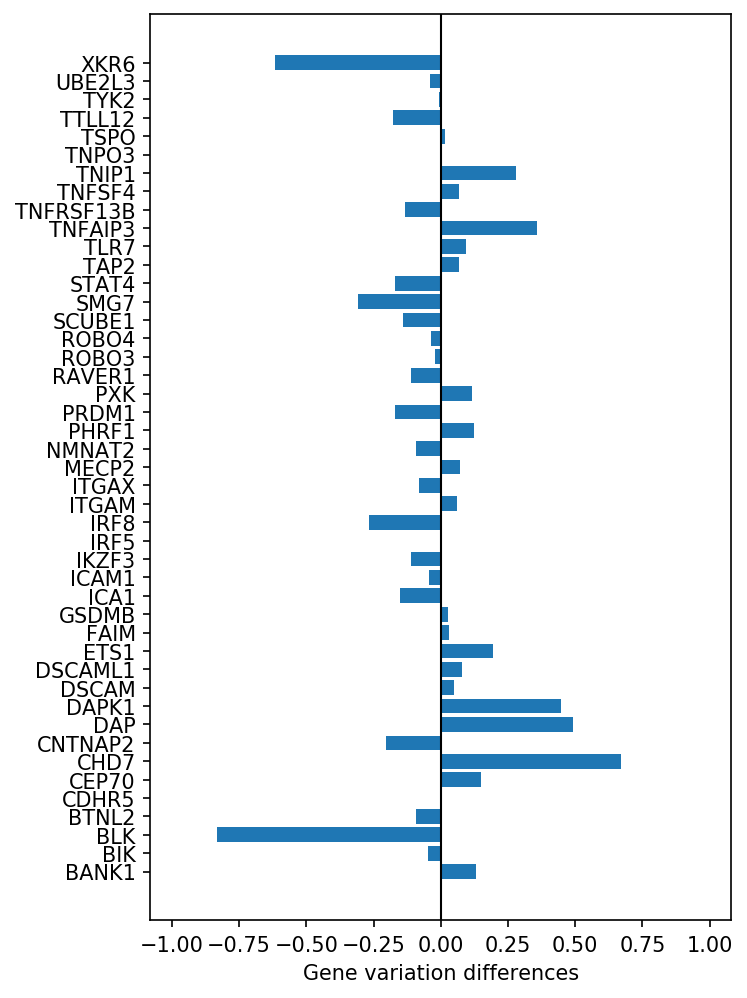 XKR6
UBE2L3
TYK2
TTLL12
TSPO
TNPO3
TNIP1
TNFSF4
TNFRSF13B
TNFAIP3
TLR7
TAP2
STAT4
SMG7
SCUBE1
ROBO4
ROBO3
RAVER1
PXK
PRDM1
PHRF1
NMNAT2
MECP2
ITGAX
ITGAM
IRF8
IRF5
IKZF3
ICAM1
ICA1
GSDMB
FAIM
ETS1
DSCAML1
DSCAM
DAPK1
DAP
CNTNAP2
CHD7
CEP70
CDHR5
BTNL2
BLK
BIK
BANK1
−1.00 −0.75 −0.50 −0.25 0.00 0.25 0.50 0.75 1.00
Gene variation differences